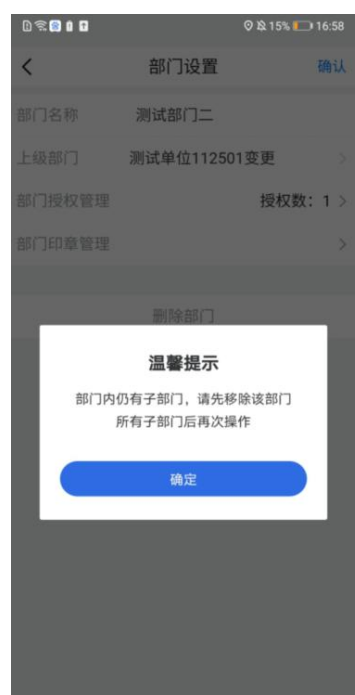 15% 16:58
部门设置 确认
部门名称 测试部门二
上级部门 测试单位112501变更
部门授权管理 授权数：1
部门印章管理
删除部门
温馨提示
部门内仍有子部门，请先移除该部门
所有子部门后再次操作
确定